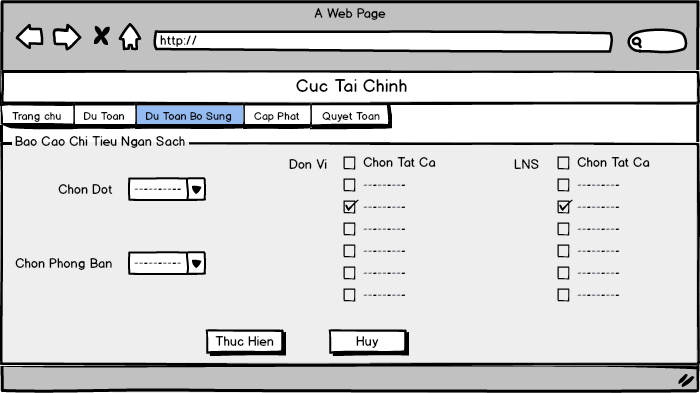 A Web Page
http://
Cuc Tai Chinh
Trang chu Du Toan Du Toan Bo Sung Cap Phat Quyet Toan
Bao Cao Chi Tieu Ngan Sach
Don Vi Chon Tat Ca LNS Chon Tat Ca
Chon Dot
Chon Phong Ban
Thuc Hien Huy